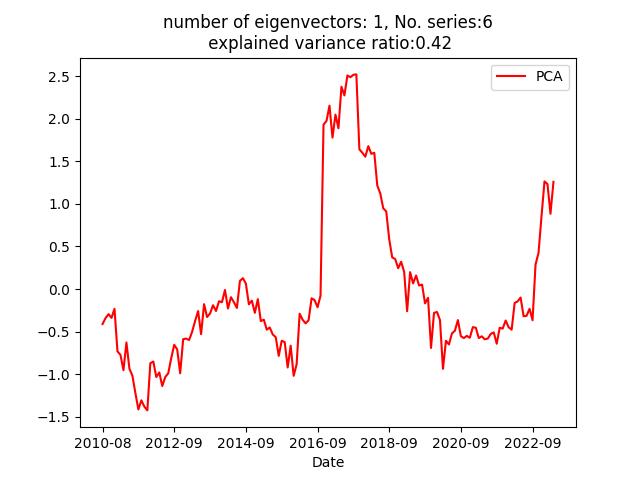 number of eigenvectors: 1, No. series:6
explained variance ratio:0.42
PCA
2.5
2.0
1.5
1.0
0.5
0.0
−0.5
−1.0
−1.5
2010-08 2012-09 2014-09 2016-09 2018-09 2020-09 2022-09
Date